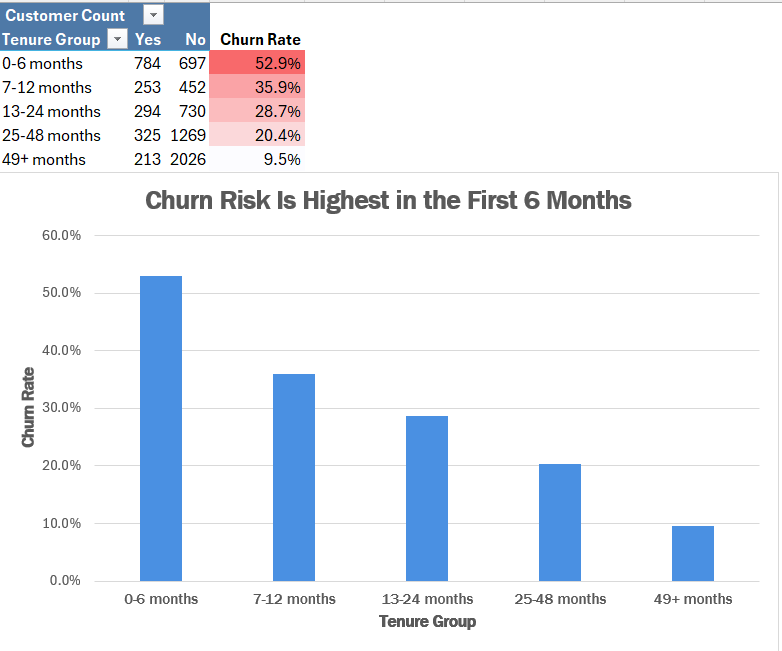 Customer Count
Tenure Group Yes No Churn Rate
0-6 months 784 697 52.9%
7-12 months 253 452 35.9%
13-24 months 294 730 28.7%
25-48 months 325 1269 20.4%
49+ months 213 2026 9.5%
Churn Risk Is Highest in the First 6 Months
60.0%
50.0%
40.0%
30.0%
20.0%
10.0%
0.0%
Churn Rate
0-6 months 7-12 months 13-24 months 25-48 months 49+ months
Tenure Group